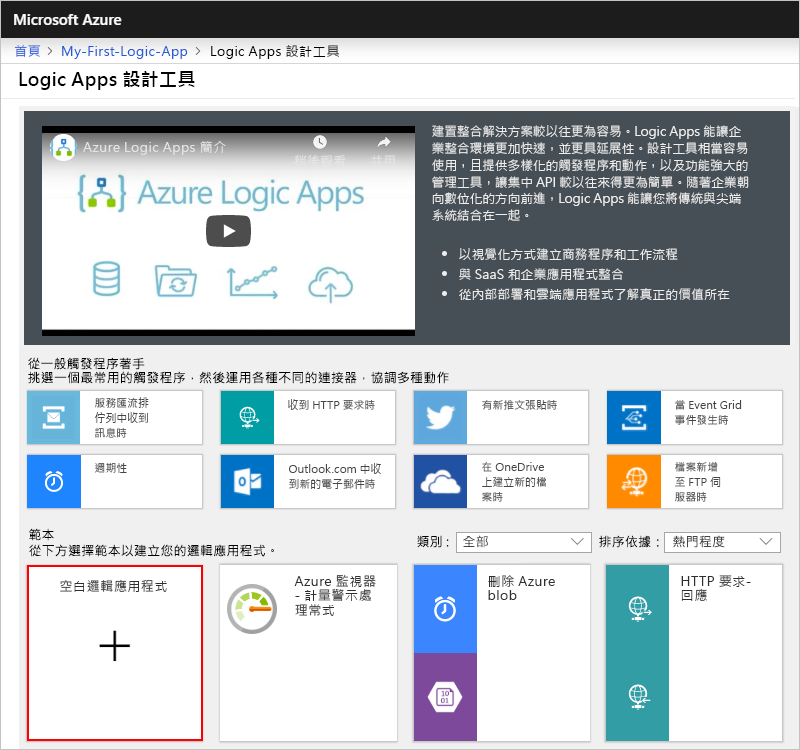 Microsoft Azure
首頁 > My-First-Logic-App > Logic Apps 設計工具
Logic Apps 設計工具
Azure Logic Apps 簡介
稍後觀看 共用
Azure Logic Apps
建置整合解決方案較以往更為容易。Logic Apps 能讓企
業整合環境更加快速，並更具延展性。設計工具相當容易
使用，且提供多樣化的觸發程序和動作，以及功能強大的
管理工具，讓集中 API 較以往來得更為簡單。隨著企業朝
向數位化的方向前進，Logic Apps 能讓您將傳統與尖端
系統結合在一起。
• 以視覺化方式建立商務程序和工作流程
• 與 SaaS 和企業應用程式整合
• 從內部部署和雲端應用程式了解真正的價值所在
從一般觸發程序著手
挑選一個最常用的觸發程序，然後運用各種不同的連接器，協調多種動作
服務匯流排
佇列中收到
訊息時
收到 HTTP 要求時
有新推文張貼時
當 Event Grid
事件發生時
週期性
Outlook.com 中收
到新的電子郵件時
在 OneDrive
上建立新的檔
案時
檔案新增
至 FTP 伺
服器時
範本
從下方選擇範本以建立您的邏輯應用程式。
類別： 全部
排序依據： 熱門程度
空白邏輯應用程式
Azure 監視器
- 計量警示處
理常式
刪除 Azure
blob
10
01
HTTP 要求-
回應